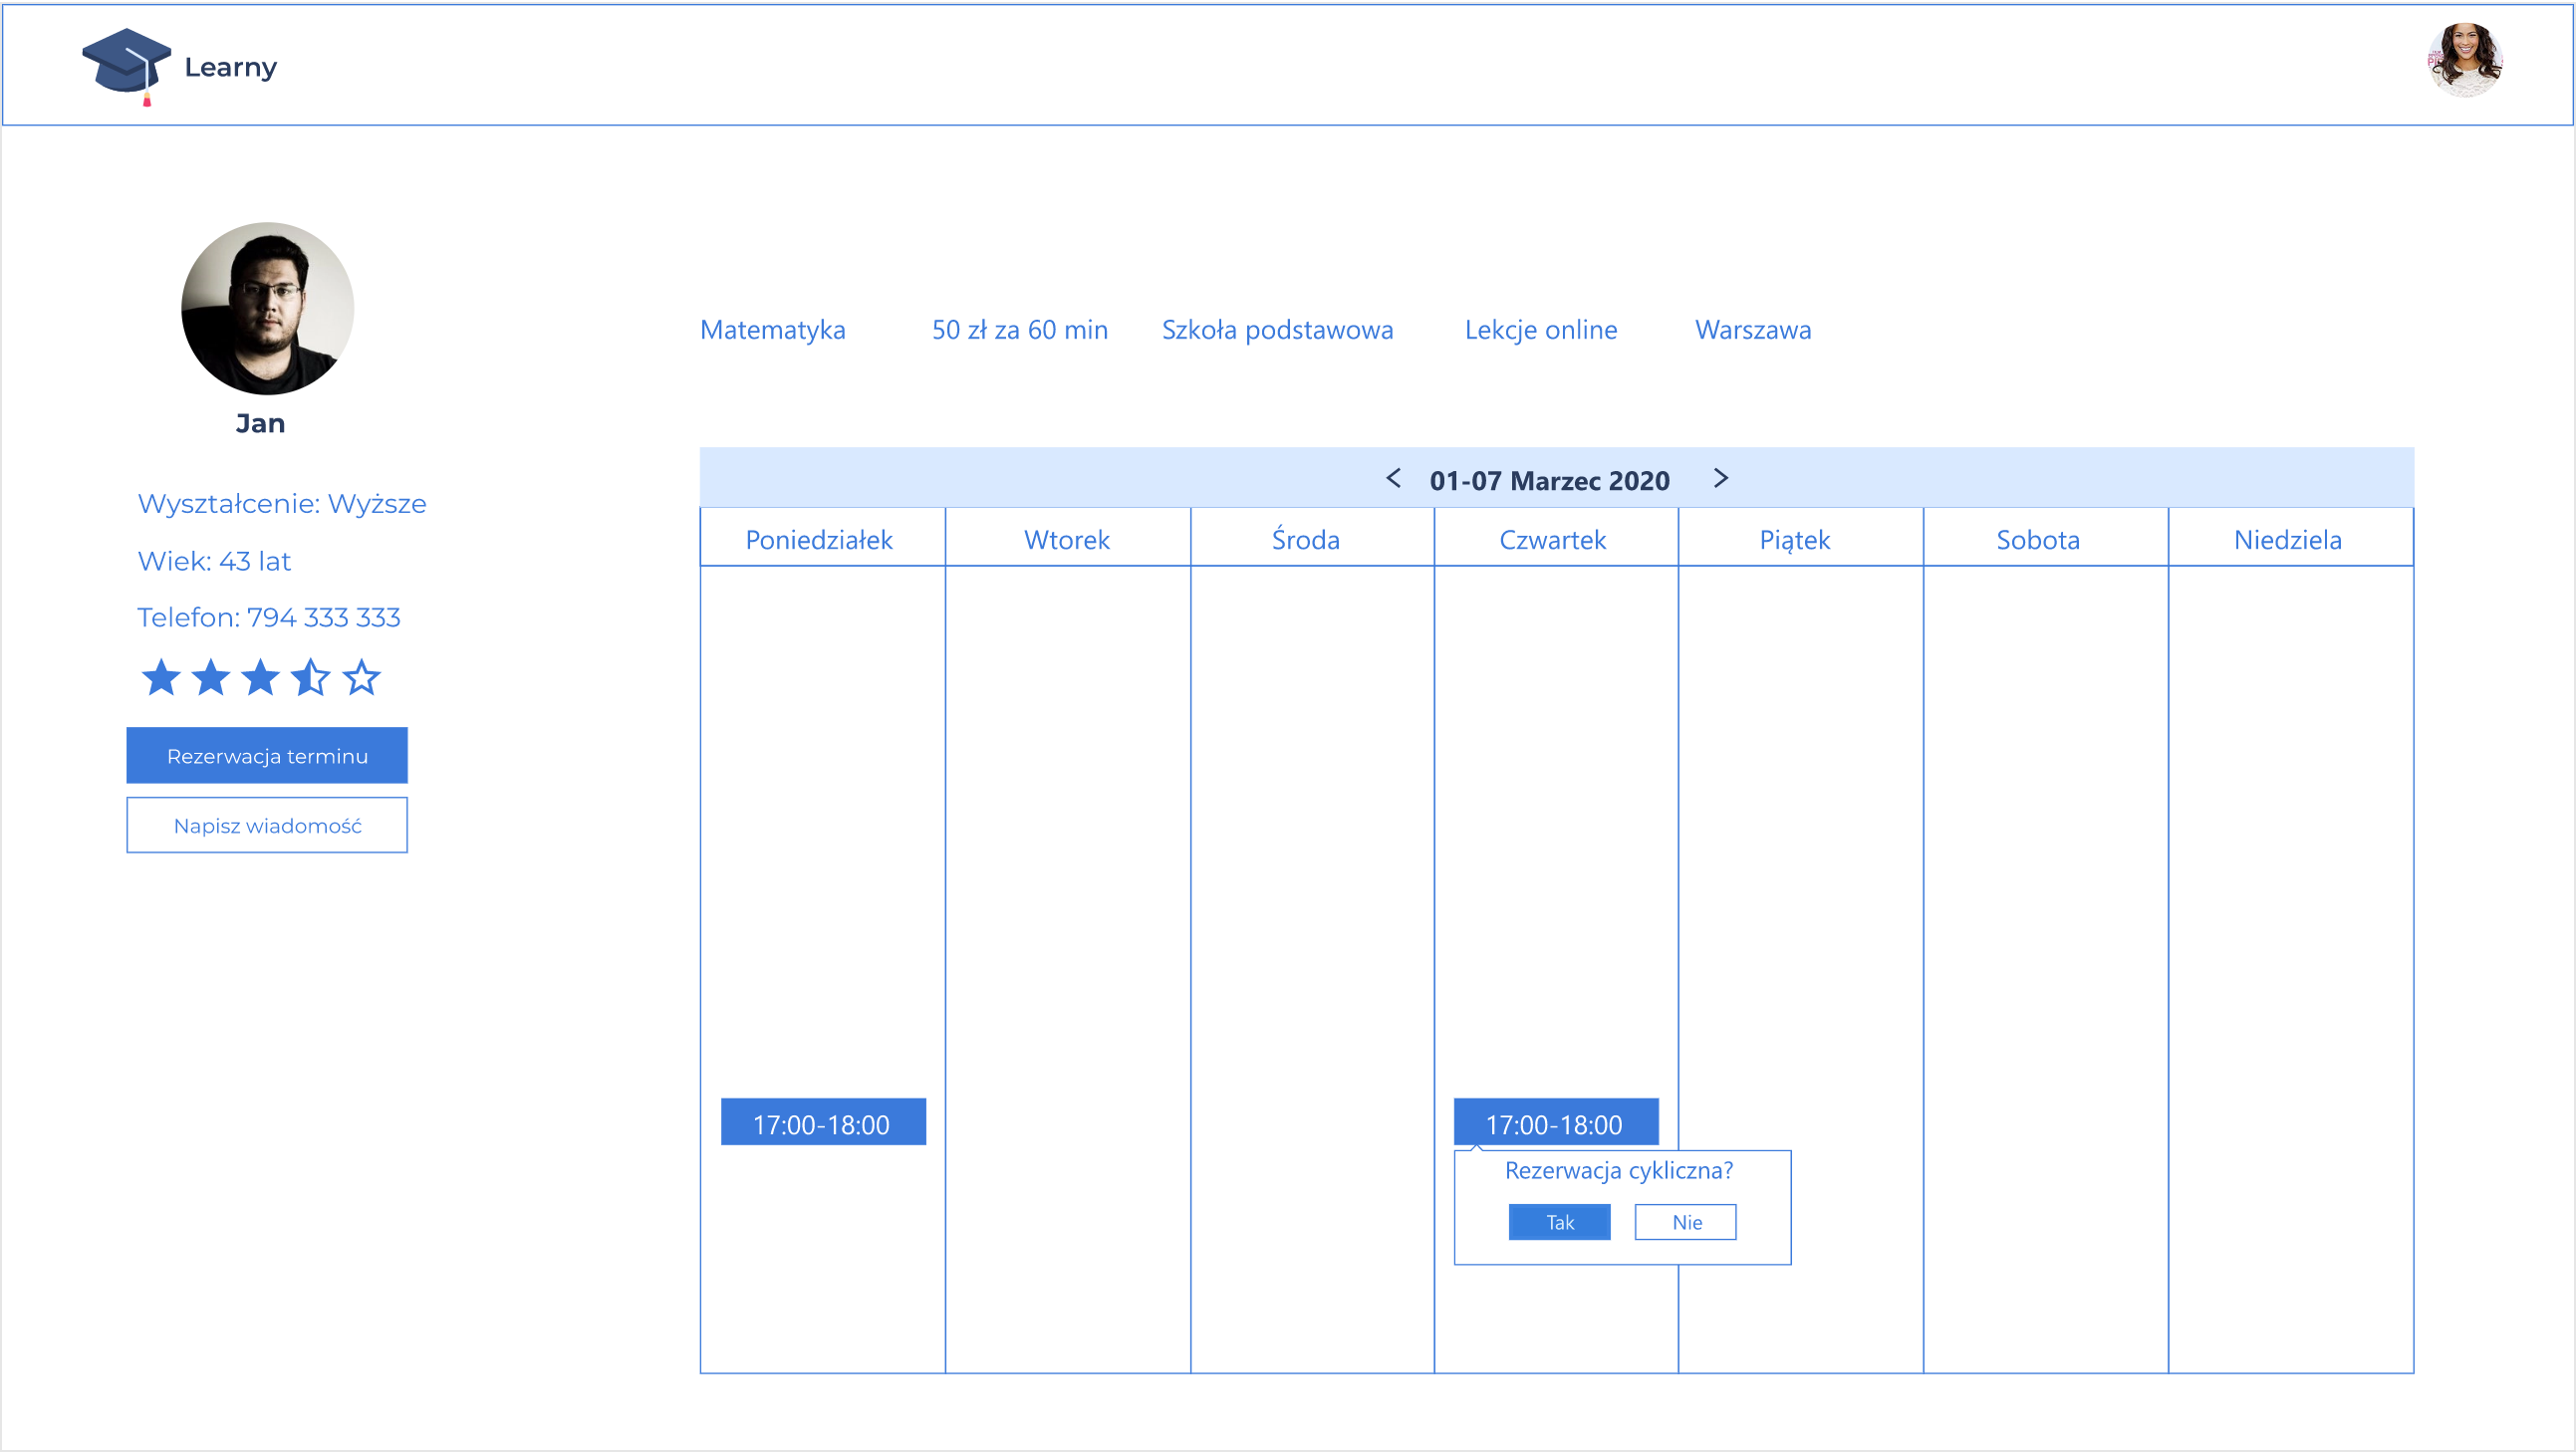 Learny
Jan
Wyształcenie: Wyższe
Wiek: 43 lat
Telefon: 794 333 333
Rezerwacja terminu
Napisz wiadomość
Matematyka 50 zł za 60 min Szkoła podstawowa Lekcje online Warszawa
< 01-07 Marzec 2020 >
Poniedziałek Wtorek Środa Czwartek Piątek Sobota Niedziela
17:00-18:00 17:00-18:00
Rezerwacja cykliczna?
Tak Nie